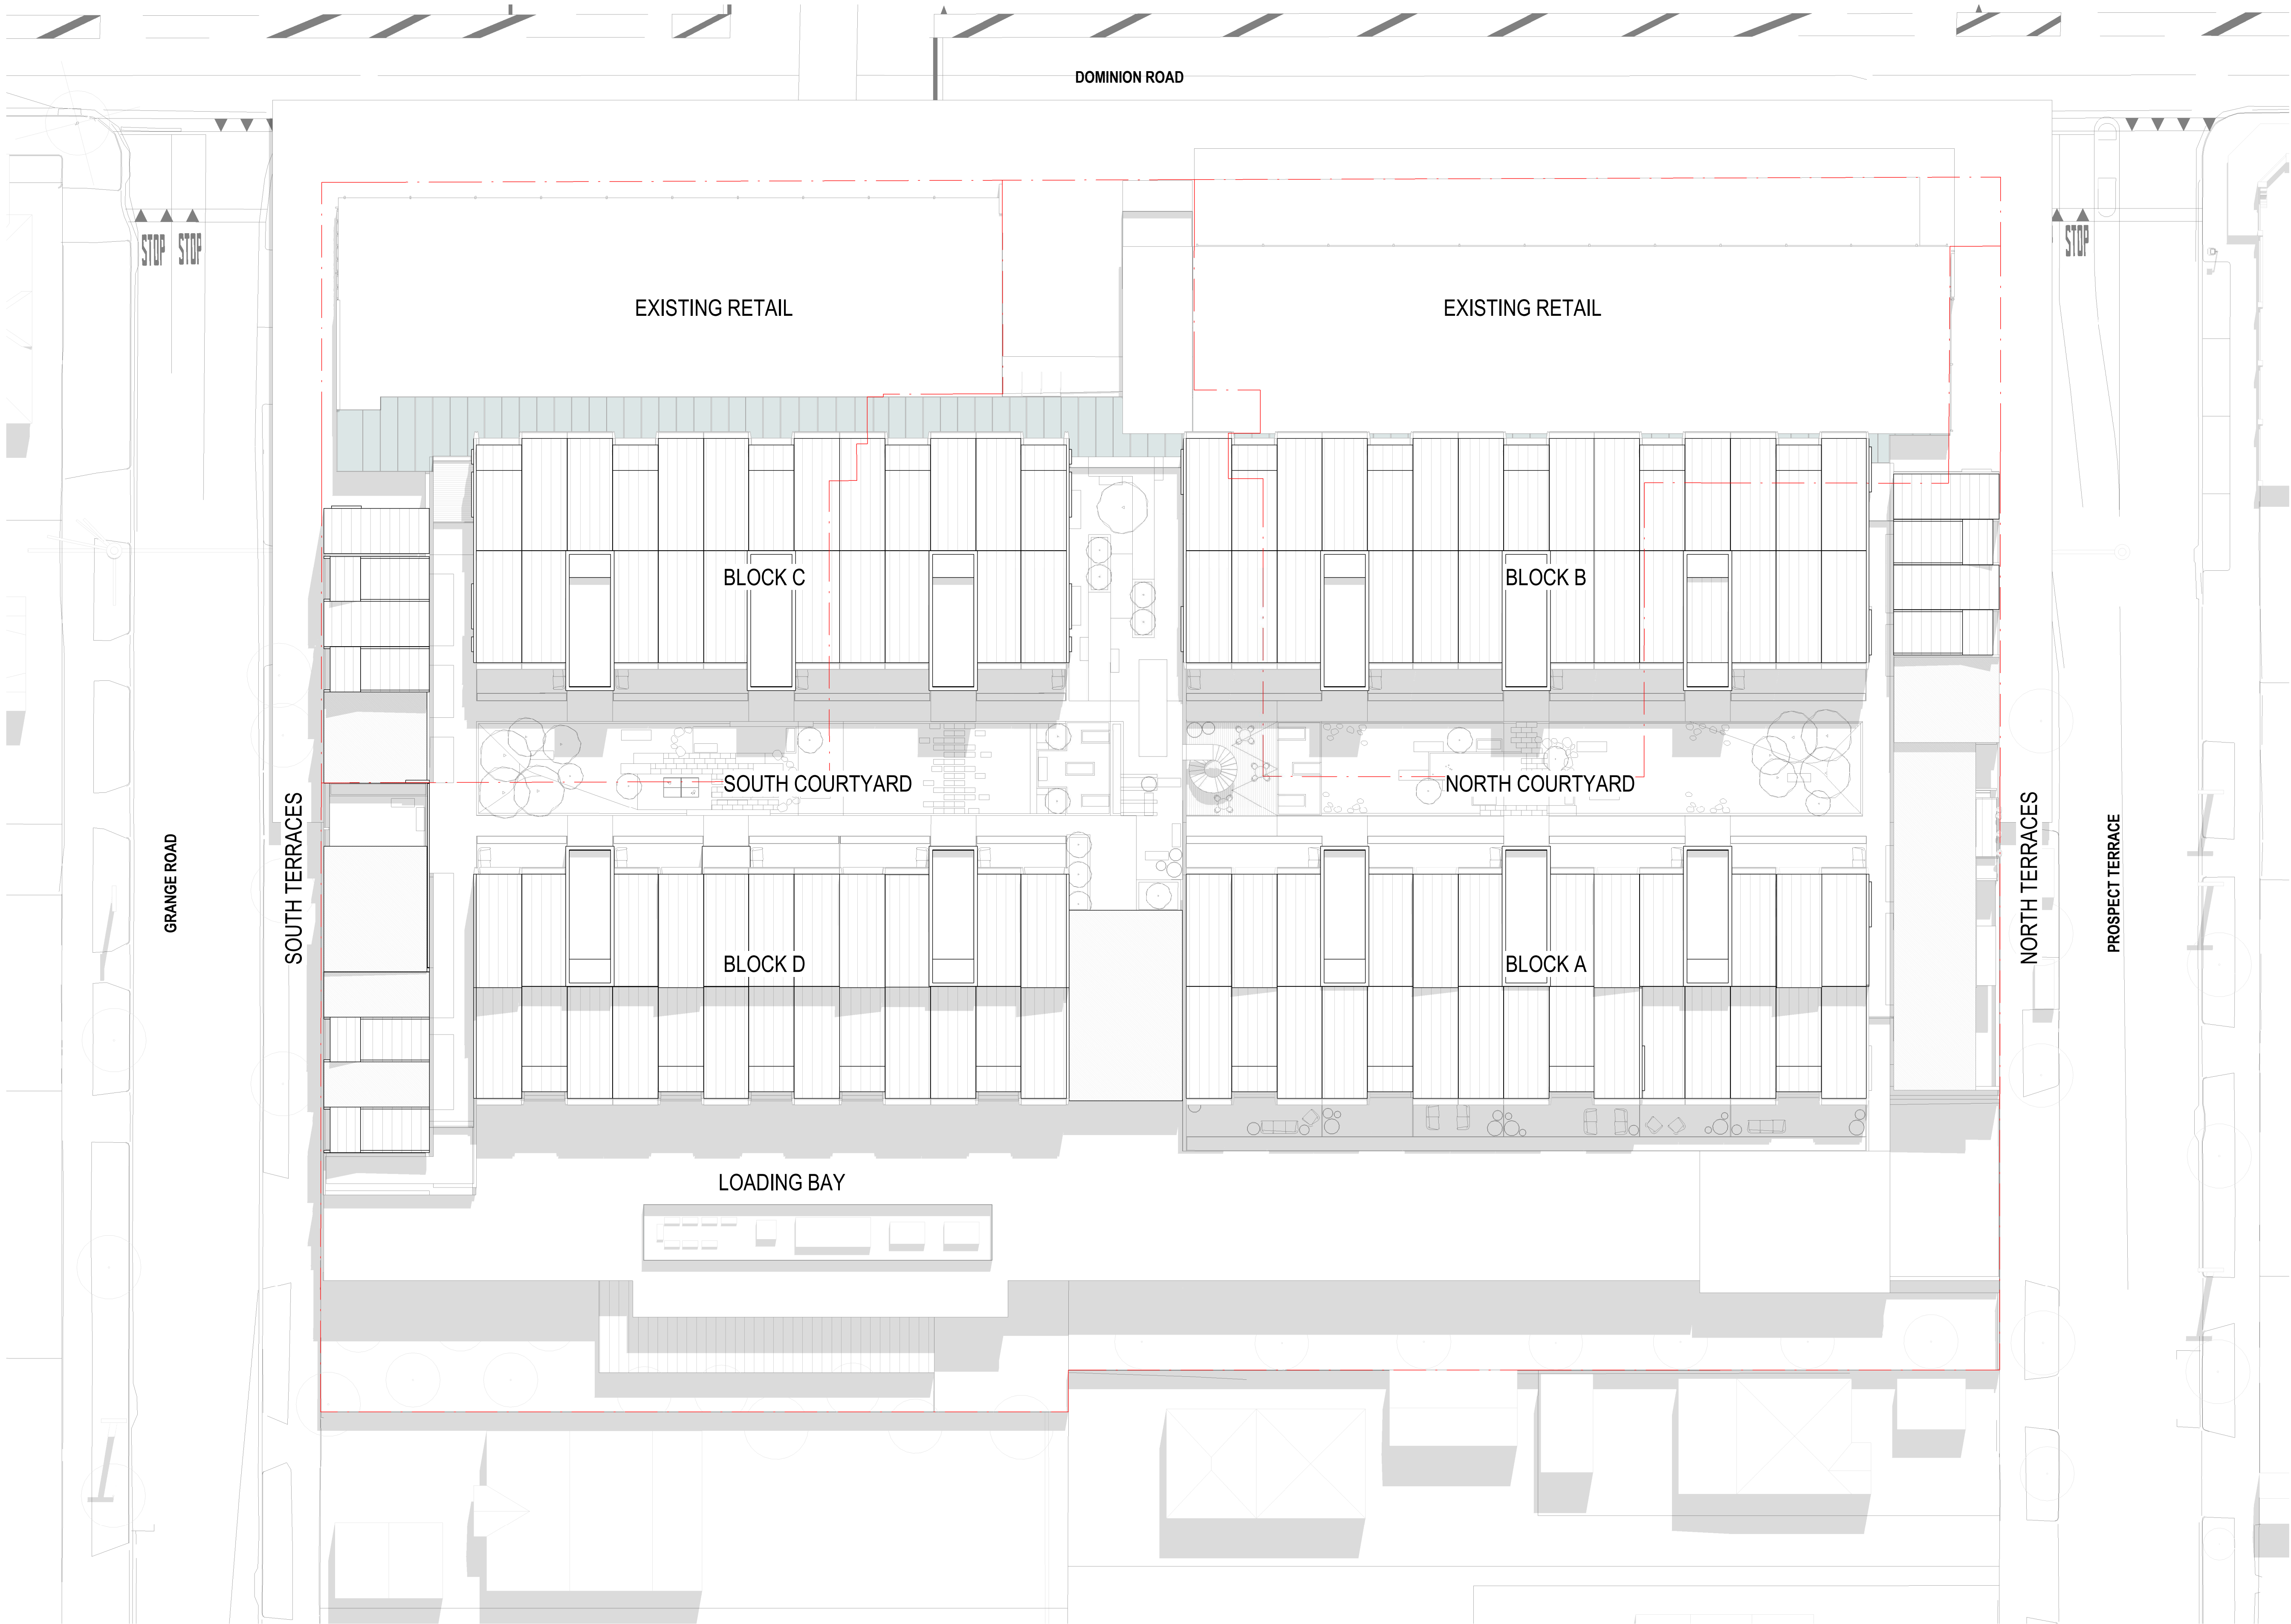 DOMINION ROAD
STOP STOP
STOP
EXISTING RETAIL
EXISTING RETAIL
BLOCK C
BLOCK B
SOUTH COURTYARD
NORTH COURTYARD
GRANGE ROAD
SOUTH TERRACES
NORTH TERRACES
PROSPECT TERRACE
BLOCK D
BLOCK A
LOADING BAY